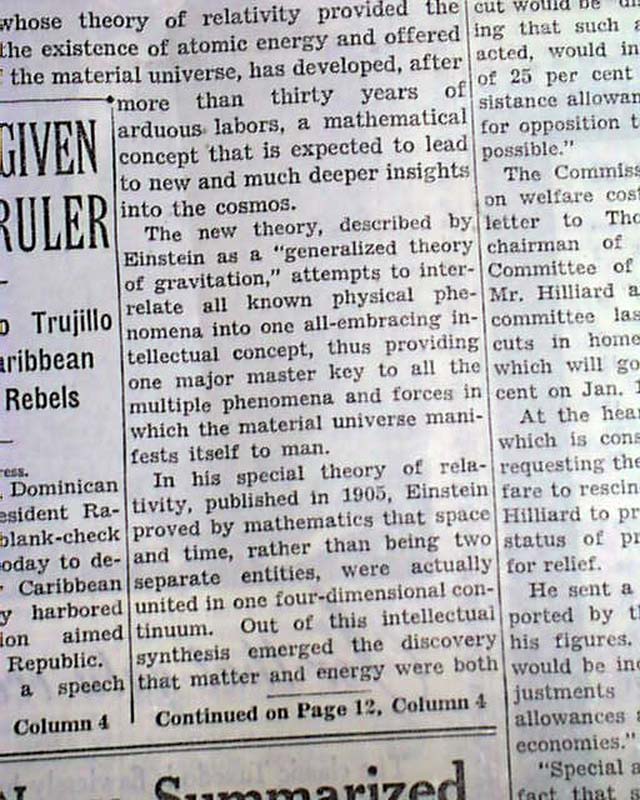 GIVEN
RULER
Trujillo
Caribbean
Rebels
ress.
Dominican
esident Ra-
blank-check
oday to de-
Caribbean
y harbored
ion aimed
Republic.
a speech
Column 4
whose theory of relativity provided the
the existence of atomic energy and offered
the material universe, has developed, after
more than thirty years of
arduous labors, a mathematical
concept that is expected to lead
to new and much deeper insights
into the cosmos.
The new theory, described by
Einstein as a "generalized theory
of gravitation," attempts to inter-
relate all known physical phe-
nomena into one all-embracing in-
tellectual concept, thus providing
one major master key to all the
multiple phenomena and forces in
which the material universe mani-
fests itself to man.
In his special theory of rela-
tivity, published in 1905, Einstein
proved by mathematics that space
and time, rather than being two
separate entities, were actually
united in one four-dimensional con-
tinuum. Out of this intellectual
synthesis emerged the discovery
that matter and energy were both
Continued on Page 12, Column 4
cut would be
ing that such
acted, would in
of 25 per cent
sistance allowan
for opposition t
possible."
The Commiss
on welfare cost
letter to Tho
chairman of
Committee of
Mr. Hilliard a
committee las
cuts in home
which will go
cent on Jan. 1
At the hea
which is cons
requesting the
fare to rescin
Hilliard to pr
status of pr
for relief.
He sent a
ported by t
his figures.
would be inc
justments
allowances a
economies."
"Special a
fact that s
Summarized